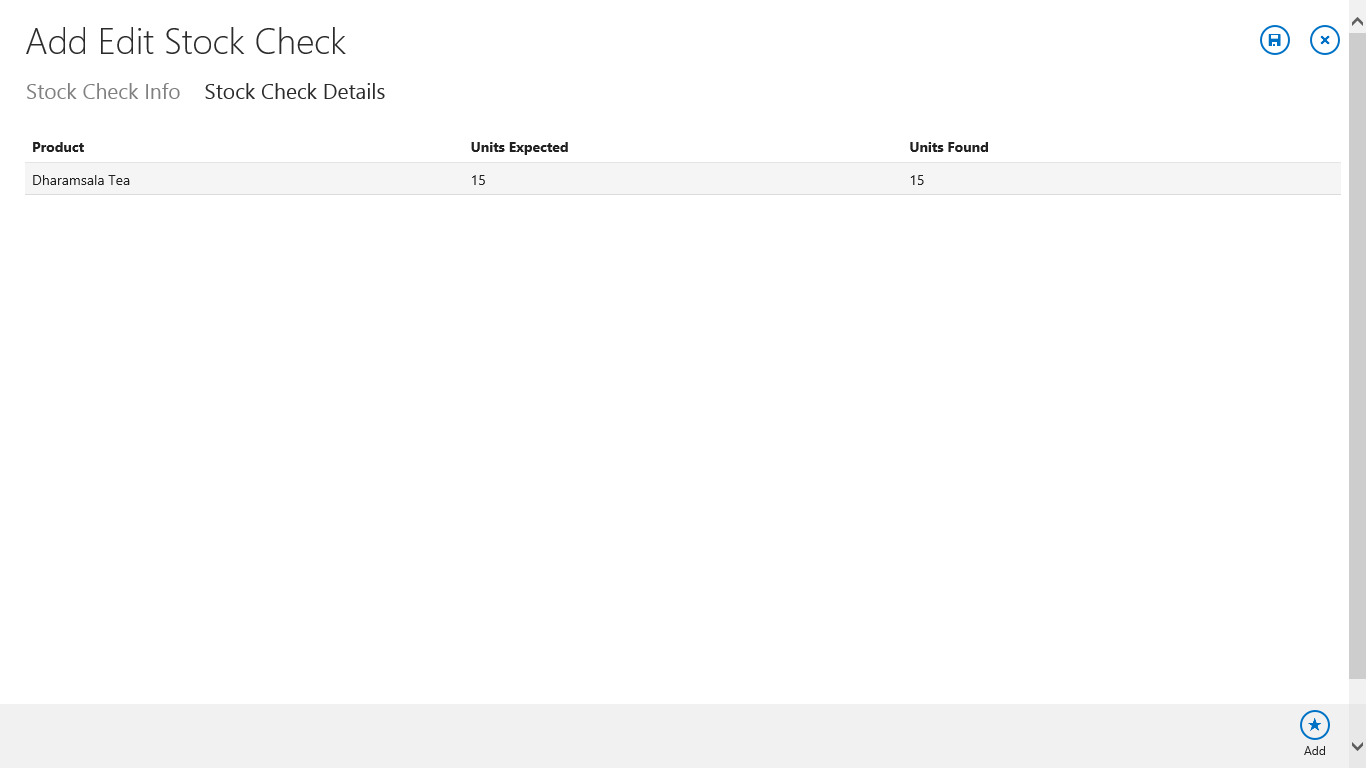 Add Edit Stock Check
Stock Check Info Stock Check Details
Product Units Expected Units Found
Dharamsala Tea 15 15
Add